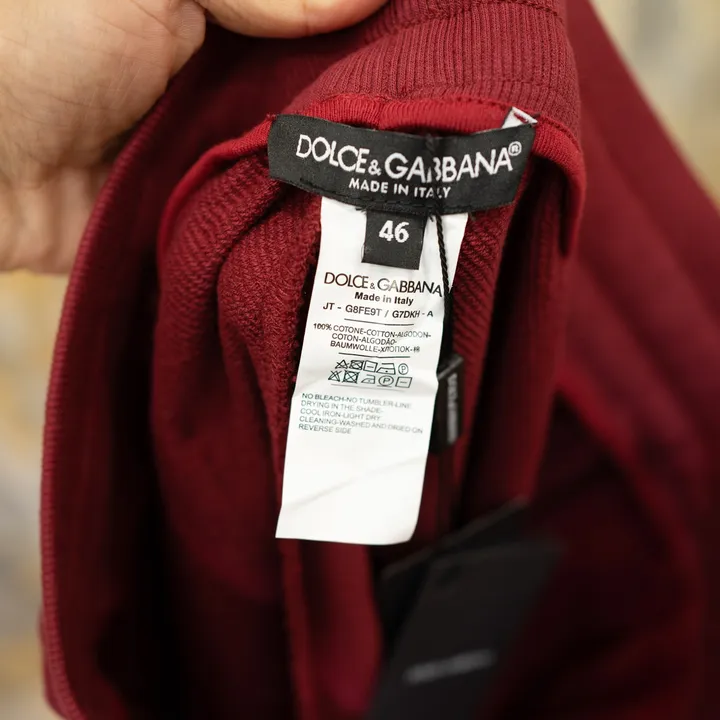 DOLCE & GABBANA®
MADE IN ITALY
46
DOLCE & GABBANA
Made in Italy
JT - G8FE9T / G7DKH - A
100% COTONE-COTTON-ALGODON-
COTON-ALGODÃO-
BAUMWOLLE-ХЛОПОК-棉
NO BLEACH-NO TUMBLER-LINE
DRYING IN THE SHADE-
COOL IRON-LIGHT DRY
CLEANING-WASHED AND DRIED ON
REVERSE SIDE